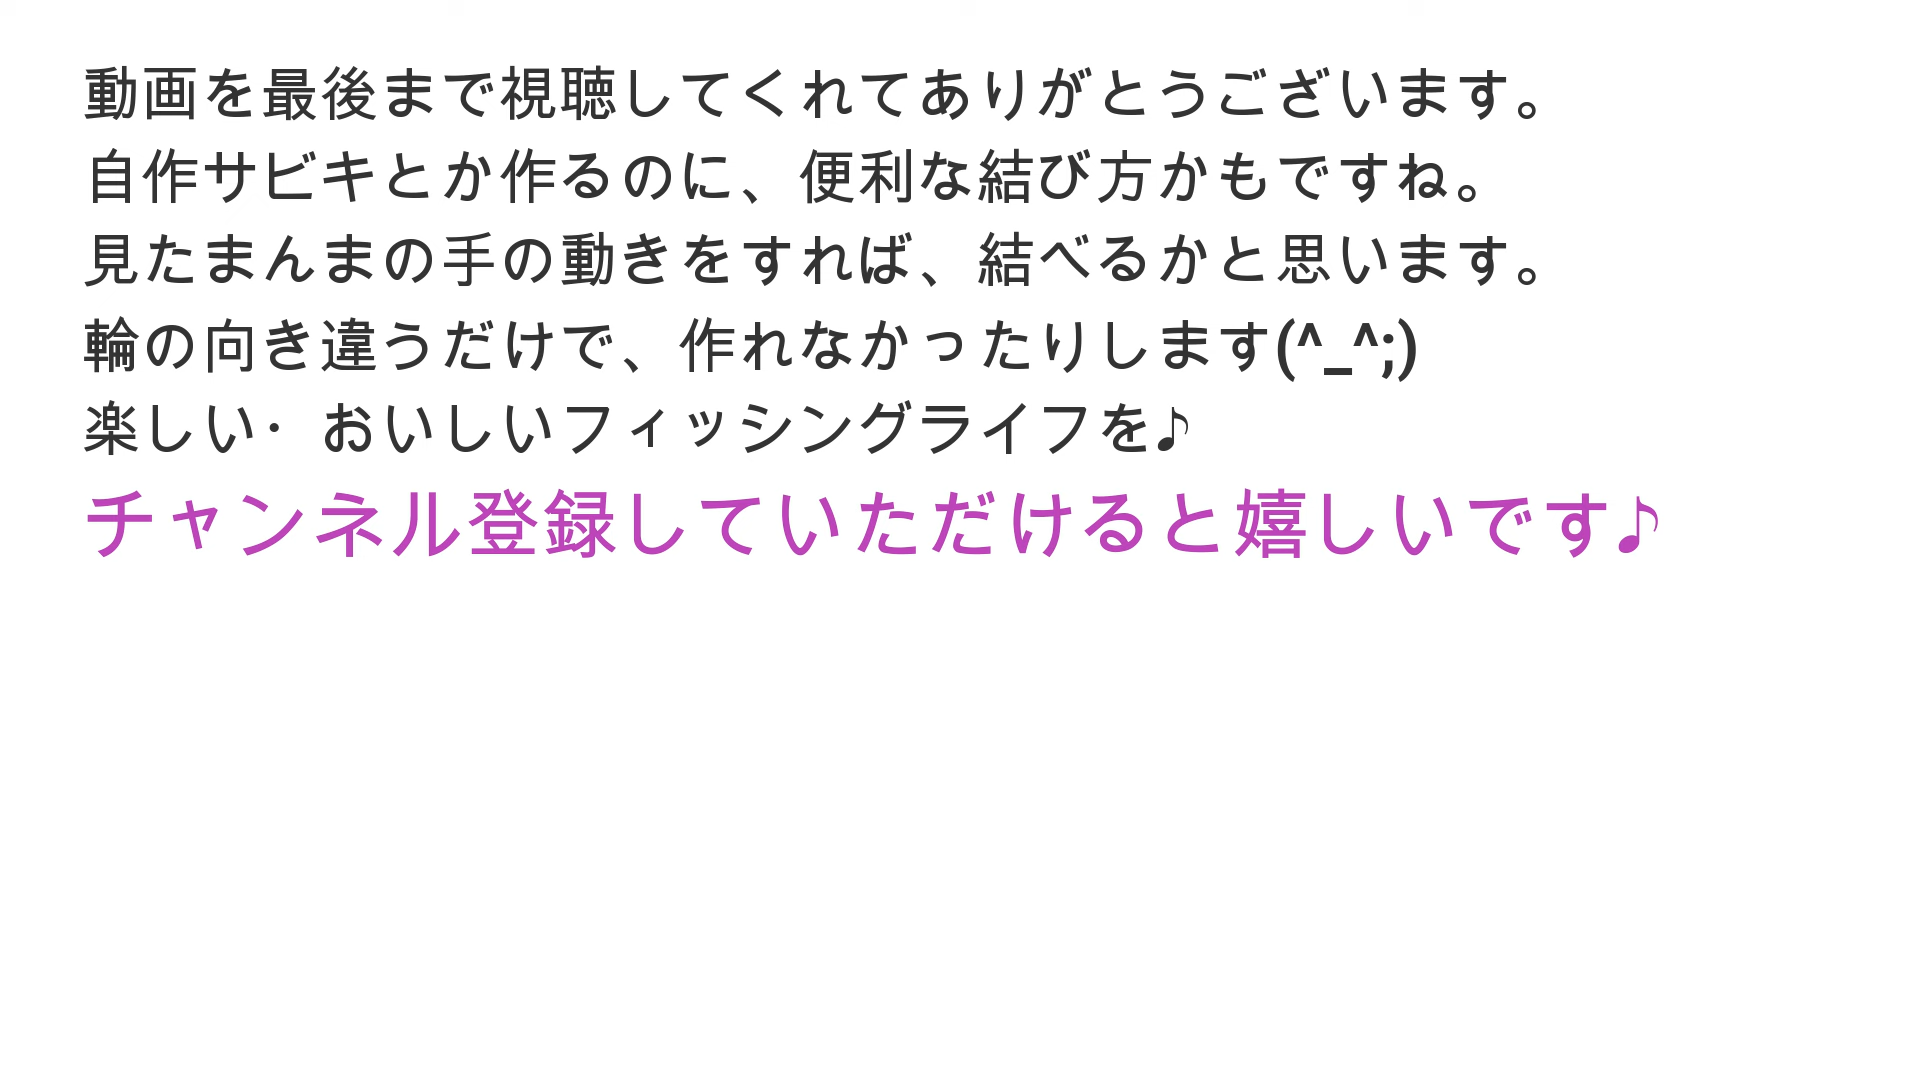 動画を最後まで視聴してくれてありがとうございます。
自作サビキとか作るのに、便利な結び方かもですね。
見たまんまの手の動きをすれば、結べるかと思います。
輪の向き違うだけで、作れなかったりします(^_^;)
楽しい・おいしいフィッシングライフを♪
チャンネル登録していただけると嬉しいです♪